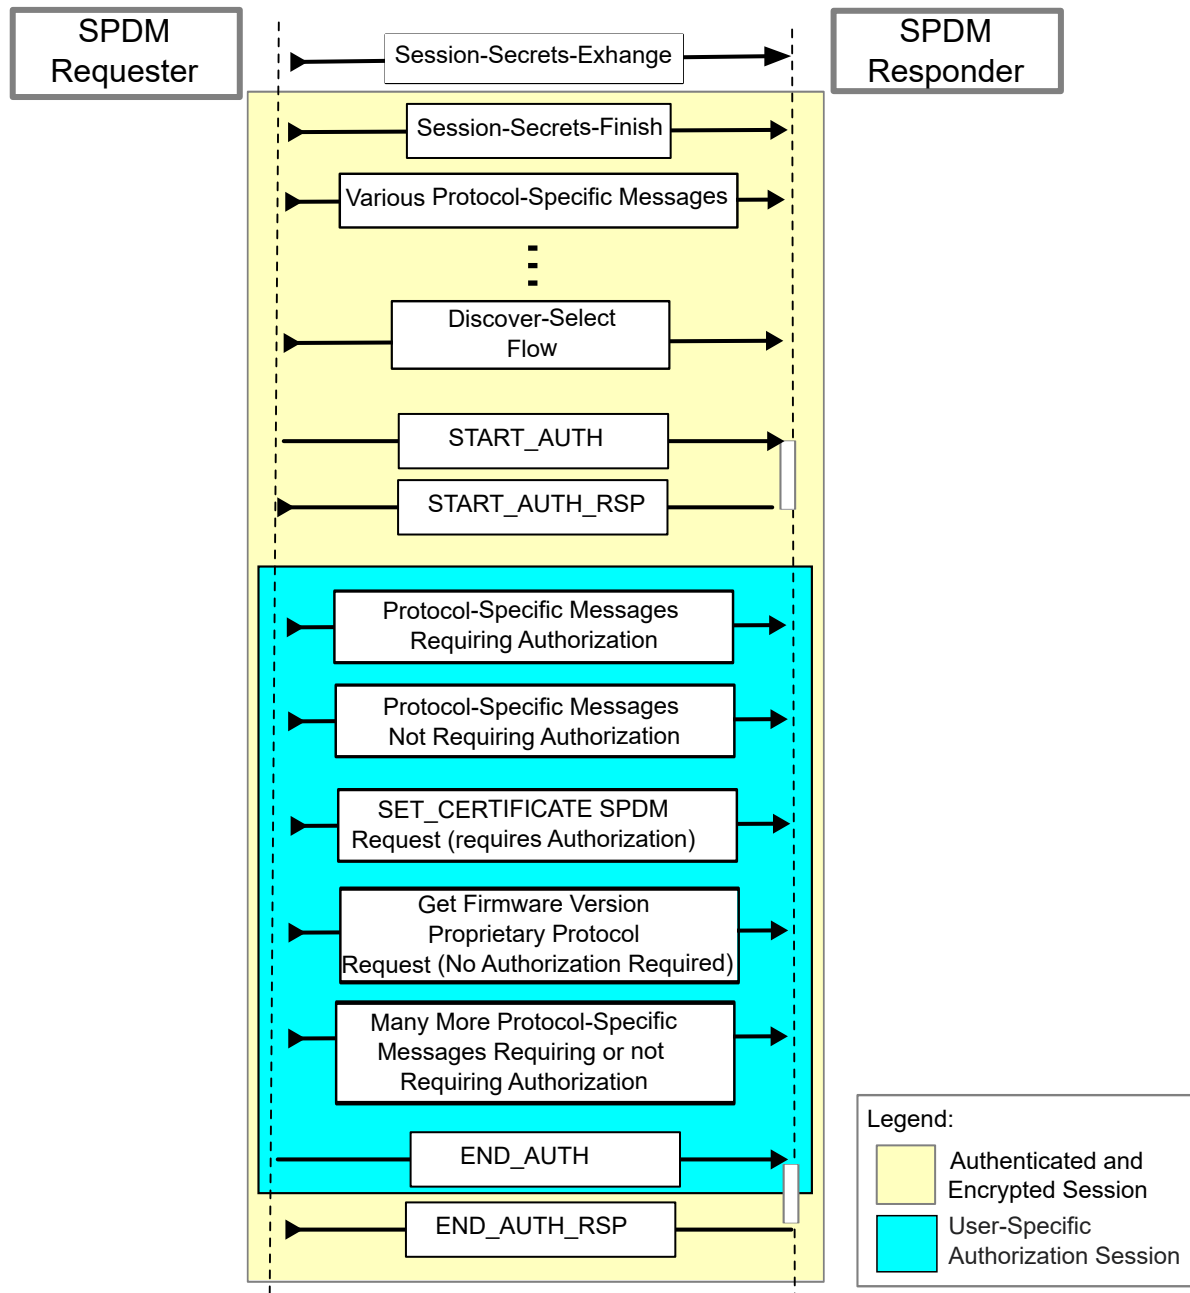 SPDM
Requester
SPDM
Responder
Session-Secrets-Exhange
Session-Secrets-Finish
Various Protocol-Specific Messages
Discover-Select
Flow
START_AUTH
START_AUTH_RSP
Protocol-Specific Messages
Requiring Authorization
Protocol-Specific Messages
Not Requiring Authorization
SET_CERTIFICATE SPDM
Request (requires Authorization)
Get Firmware Version
Proprietary Protocol
Request (No Authorization Required)
Many More Protocol-Specific
Messages Requiring or not
Requiring Authorization
END_AUTH
END_AUTH_RSP
Legend:
Authenticated and
Encrypted Session
User-Specific
Authorization Session